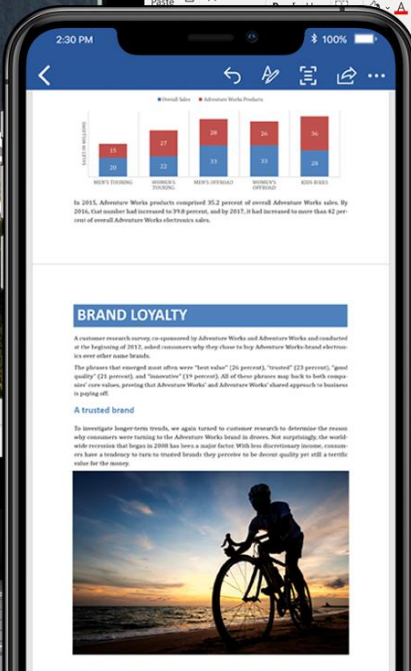 Paste
A
2:30 PM
100%
Overall Sales Adventure Works Products
SALES IN MILLIONS
15 27 28 26 36
20 22 33 33 28
MEN'S TOURING WOMEN'S TOURING MEN'S OFFROAD WOMEN'S OFFROAD KIDS BIKES
In 2015, Adventure Works products comprised 35.2 percent of overall Adventure Works sales. By
2016, that number had increased to 39.8 percent, and by 2017, it had increased to more than 42 per-
cent of overall Adventure Works electronics sales.
BRAND LOYALTY
A customer research survey, co-sponsored by Adventure Works and Adventure Works and conducted
at the beginning of 2012, asked consumers why they chose to buy Adventure Works-brand electron-
ics over other name brands.
The phrases that emerged most often were "best value" (26 percent), "trusted" (23 percent), "good
quality" (21 percent), and "innovative" (19 percent). All of these phrases map back to both compa-
nies' core values, proving that Adventure Works' and Adventure Works' shared approach to business
is paying off.
A trusted brand
To investigate longer-term trends, we again turned to customer research to determine the reason
why consumers were turning to the Adventure Works brand in droves. Not surprisingly, the world-
wide recession that began in 2008 has been a major factor. With less discretionary income, consum-
ers have a tendency to turn to trusted brands they perceive to be decent quality yet still a terrific
value for the money.